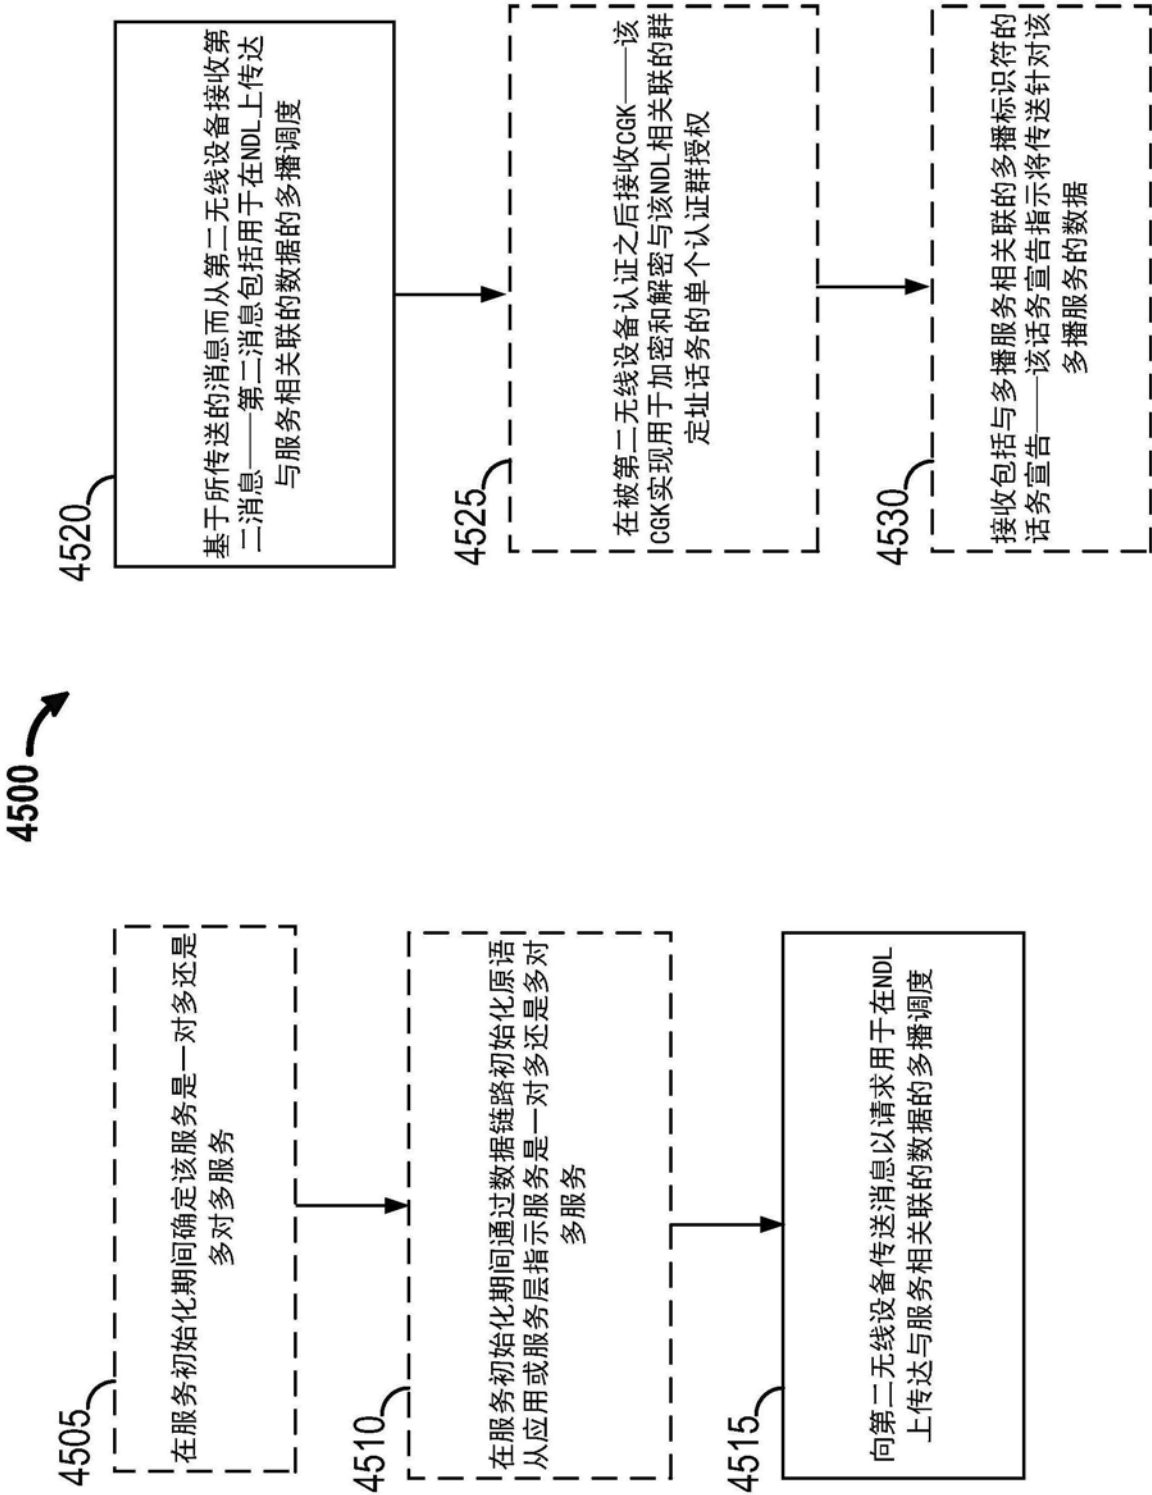 4500
4505
在服务初始化期间确定该服务是一对多还是
多对多服务
4510
在服务初始化期间通过数据链路初始化原语
从应用或服务层指示服务是一对多还是多对
多服务
4515
向第二无线设备传送消息以请求用于在NDL
上传达与服务相关联的数据的多播调度
4520
基于所传送的消息而从第二无线设备接收第
二消息——第二消息包括用于在NDL上传达
与服务相关联的数据的多播调度
4525
在被第二无线设备认证之后接收CGK——该
CGK实现用于加密和解密与该NDL相关联的群
定址话务的单个认证群授权
4530
接收包括与多播服务相关联的多播标识符的
话务宣告——该话务宣告指示将传送针对该
多播服务的数据